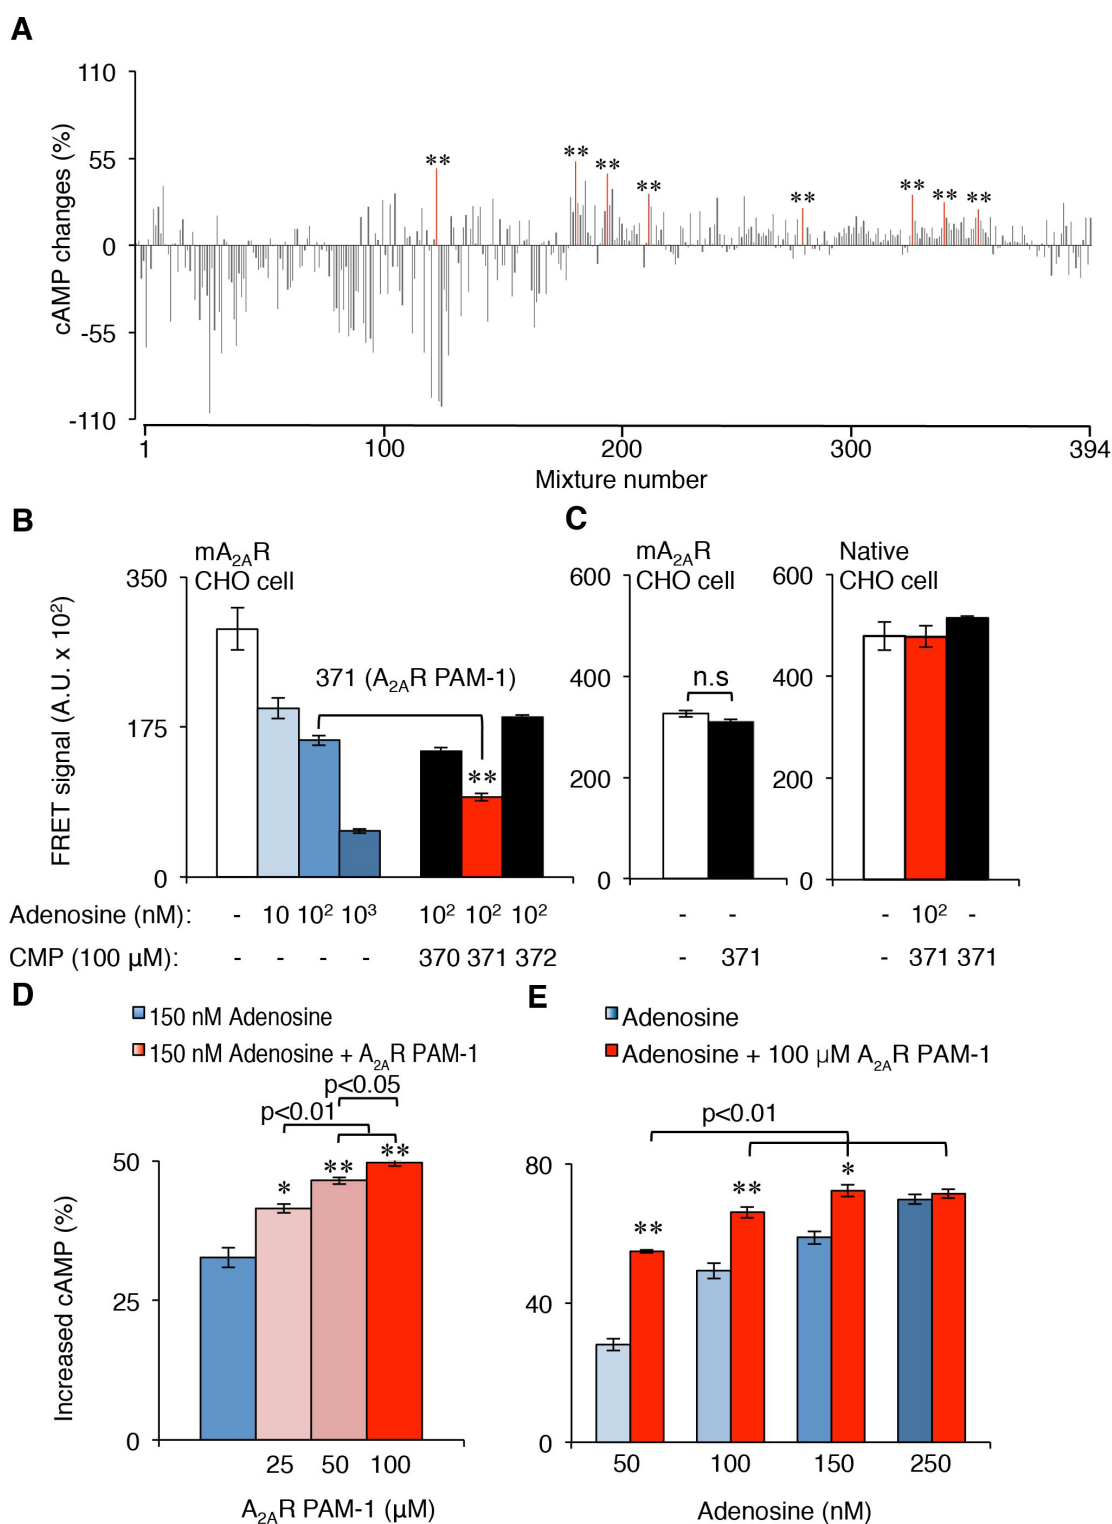 A
110
55
0
-55
-110
cAMP changes (%)
** ** ** ** ** ** ** **
1 100 200 300 394
Mixture number
B
mA2AR
CHO cell
350
175
0
FRET signal (A.U. x 10²)
371 (A2AR PAM-1)
**
Adenosine (nM): - 10 10² 10³ 10² 10² 10²
CMP (100 µM): - - - - 370 371 372
C
mA2AR
CHO cell
600
400
200
0
n.s
- -
- 371
Native
CHO cell
600
400
200
0
- 10² -
- 371 371
D
150 nM Adenosine
150 nM Adenosine + A2AR PAM-1
p<0.05
p<0.01
* ** **
50
25
0
Increased cAMP (%)
25 50 100
A2AR PAM-1 (µM)
E
Adenosine
Adenosine + 100 µM A2AR PAM-1
p<0.01
** ** *
80
40
0
50 100 150 250
Adenosine (nM)